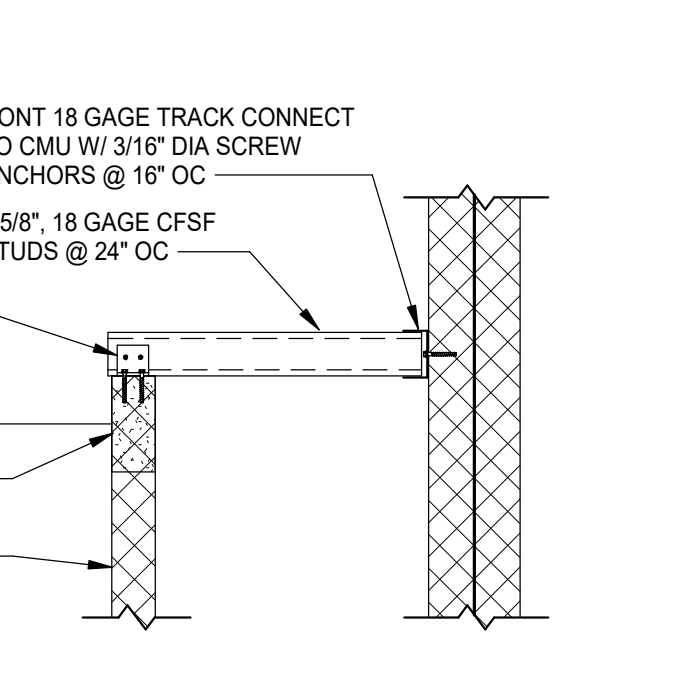 ONT 18 GAGE TRACK CONNECT
O CMU W/ 3/16" DIA SCREW
NCHORS @ 16" OC
5/8", 18 GAGE CFSF
TUDS @ 24" OC